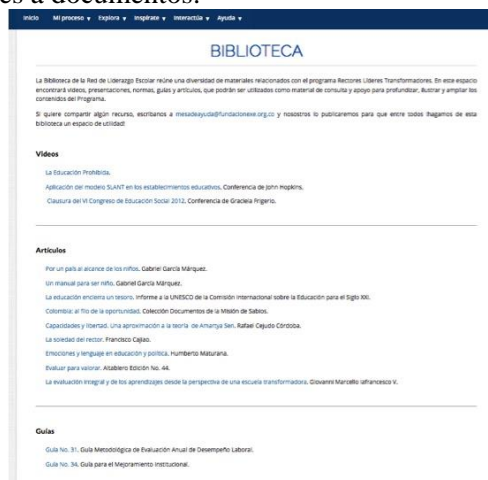 es a documentos.
Inicio Mi proceso Explora Inspírate Interactúa Ayuda
BIBLIOTECA
La Biblioteca de la Red de Liderazgo Escolar reúne una diversidad de materiales relacionados con el programa Rectores Líderes Transformadores. En este espacio
encontrará videos, presentaciones, normas, guías y artículos, que podrán ser utilizados como material de consulta y apoyo para profundizar, ilustrar y ampliar los
contenidos del Programa.
Si quiere compartir algún recurso, escríbanos a mesadeayuda@fundacionexe.org.co y nosotros lo publicaremos para que entre todos lhagamos de esta
biblioteca un espacio de utilidad!
Videos
La Educación Prohibida.
Aplicación del modelo SLANT en los establecimientos educativos. Conferencia de John Hopkins.
Clausura del VI Congreso de Educación Social 2012. Conferencia de Graciela Frigerio.
Artículos
Por un país al alcance de los niños. Gabriel García Márquez.
Un manual para ser niño. Gabriel García Márquez.
La educación encierra un tesoro. Informe a la UNESCO de la Comisión Internacional sobre la Educación para el Siglo XXI.
Colombia: al filo de la oportunidad. Colección Documentos de la Misión de Sabios.
Capacidades y libertad. Una aproximación a la teoría de Amartya Sen. Rafael Cejudo Córdoba.
La soledad del rector. Francisco Cajiao.
Emociones y lenguaje en educación y política. Humberto Maturana.
Evaluar para valorar. Altablero Edición No. 44.
La evaluación integral y de los aprendizajes desde la perspectiva de una escuela transformadora. Giovanni Marcello Iafrancesco V.
Guías
Guía No. 31. Guía Metodológica de Evaluación Anual de Desempeño Laboral.
Guía No. 34. Guía para el Mejoramiento Institucional.